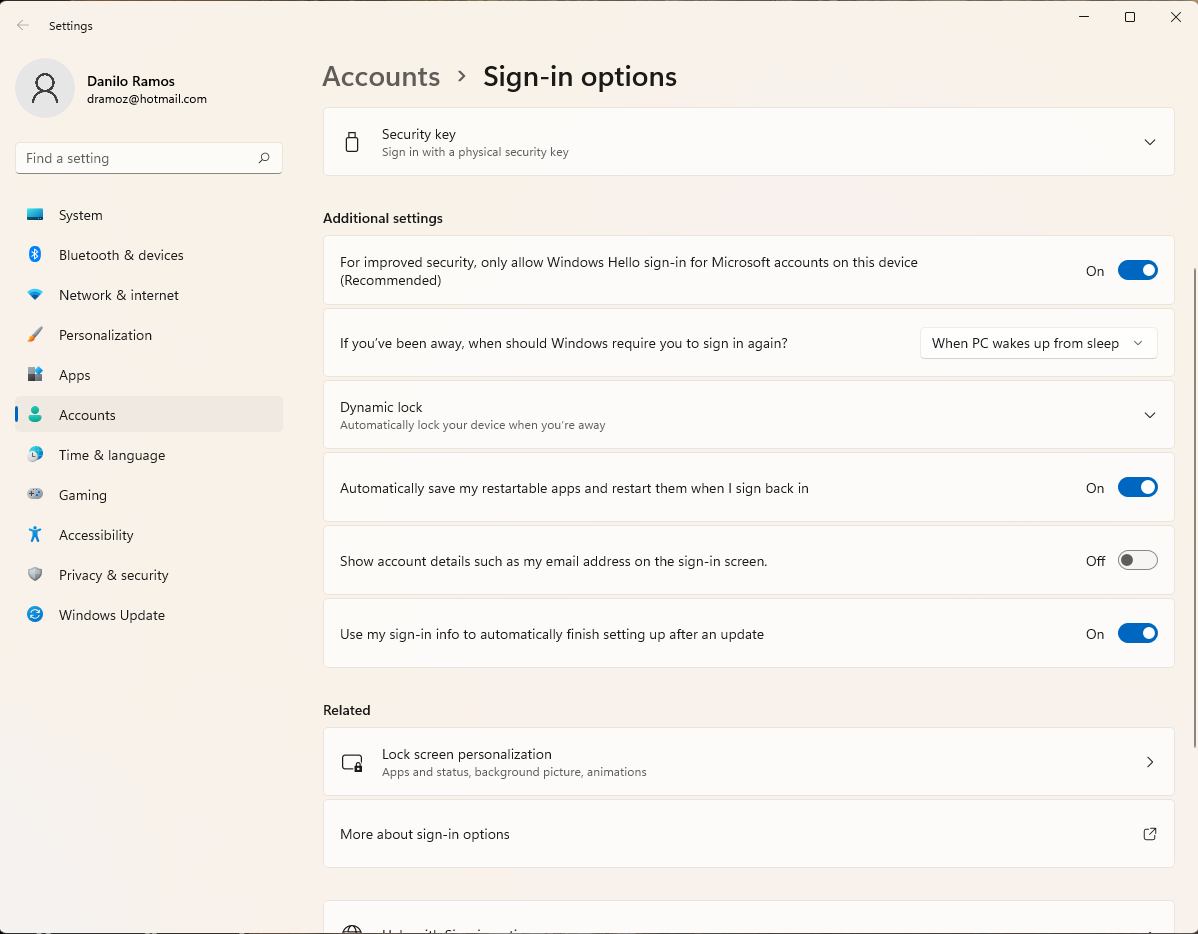 Settings
Danilo Ramos
dramoz@hotmail.com
Find a setting
System
Bluetooth & devices
Network & internet
Personalization
Apps
Accounts
Time & language
Gaming
Accessibility
Privacy & security
Windows Update
Accounts › Sign-in options
Security key
Sign in with a physical security key
Additional settings
For improved security, only allow Windows Hello sign-in for Microsoft accounts on this device
(Recommended)
On
If you've been away, when should Windows require you to sign in again?
When PC wakes up from sleep
Dynamic lock
Automatically lock your device when you're away
Automatically save my restartable apps and restart them when I sign back in
On
Show account details such as my email address on the sign-in screen.
Off
Use my sign-in info to automatically finish setting up after an update
On
Related
Lock screen personalization
Apps and status, background picture, animations
More about sign-in options